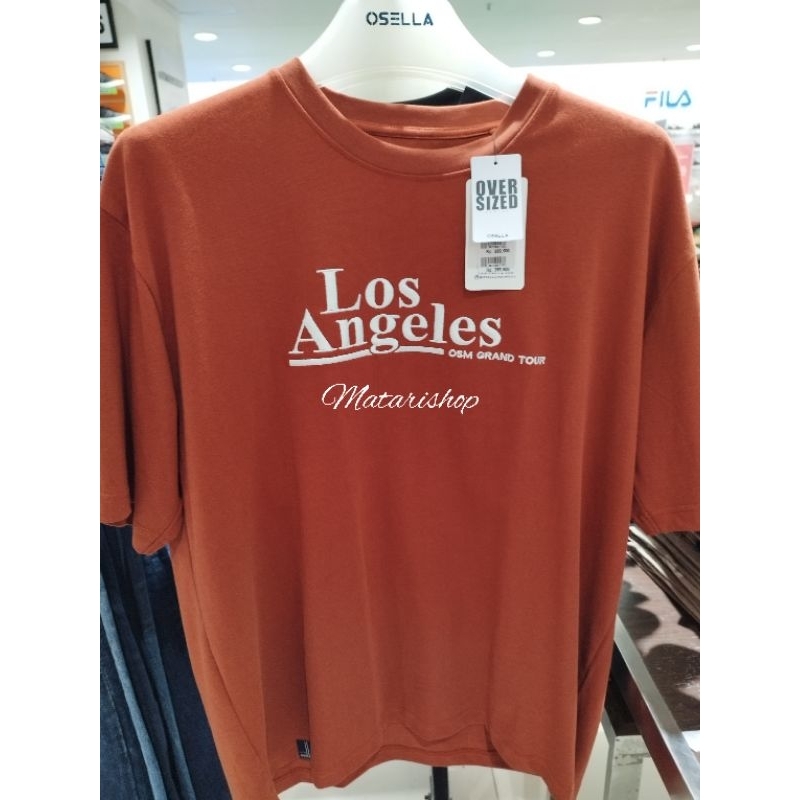 OSELLA
FILA
OVER
SIZED
OSELLA
Los
Angeles
OSM GRAND TOUR
Matarishop